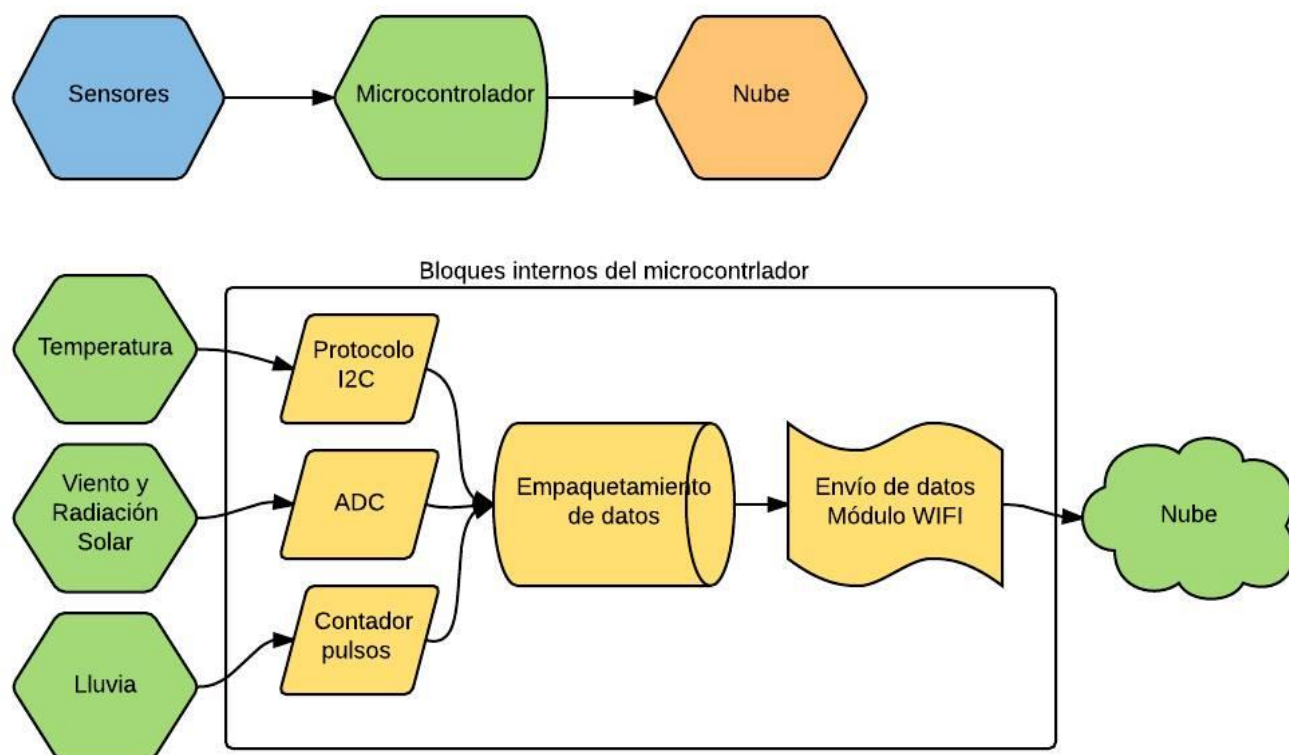 Sensores
Microcontrolador
Nube
Bloques internos del microcontrlador
Temperatura
Protocolo
I2C
Viento y
Radiación
Solar
ADC
Empaquetamiento
de datos
Envío de datos
Módulo WIFI
Nube
Lluvia
Contador
pulsos